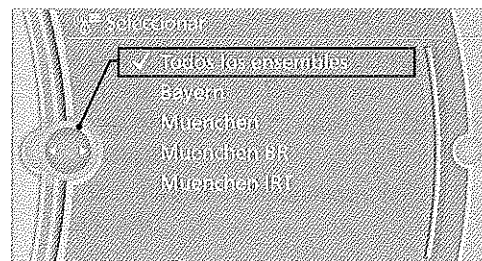 Seleccionar
✓ Todos los ensembles
Bayern
Muenchen
Muenchen BR
Muenchen IRT